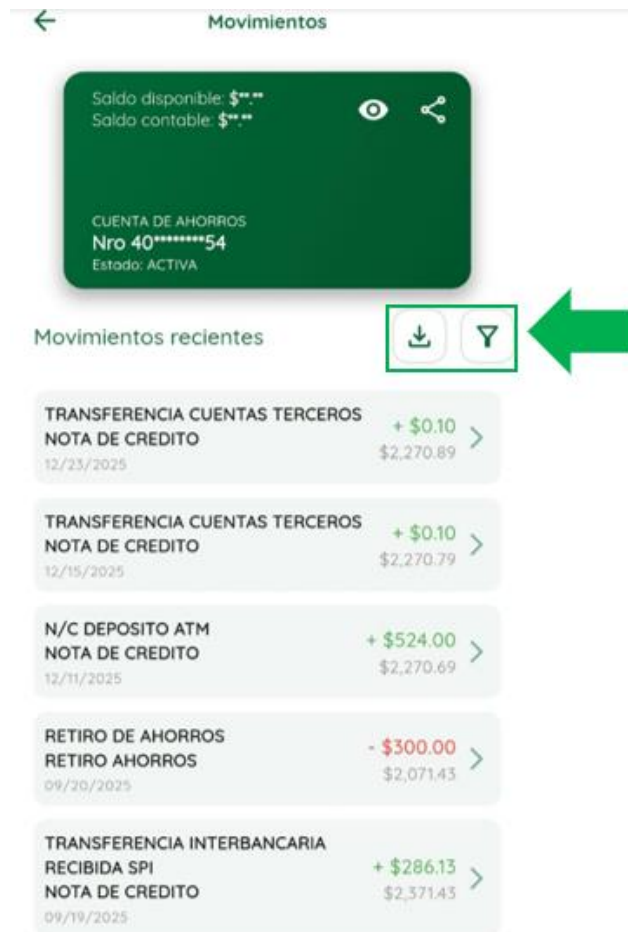 Movimientos
Saldo disponible: $**.**
Saldo contable: $**.**
CUENTA DE AHORROS
Nro 40********54
Estado: ACTIVA
Movimientos recientes
TRANSFERENCIA CUENTAS TERCEROS
NOTA DE CREDITO
12/23/2025
+ $0.10
$2,270.89
TRANSFERENCIA CUENTAS TERCEROS
NOTA DE CREDITO
12/15/2025
+ $0.10
$2,270.79
N/C DEPOSITO ATM
NOTA DE CREDITO
12/11/2025
+ $524.00
$2,270.69
RETIRO DE AHORROS
RETIRO AHORROS
09/20/2025
- $300.00
$2,071.43
TRANSFERENCIA INTERBANCARIA
RECIBIDA SPI
NOTA DE CREDITO
09/19/2025
+ $286.13
$2,371.43